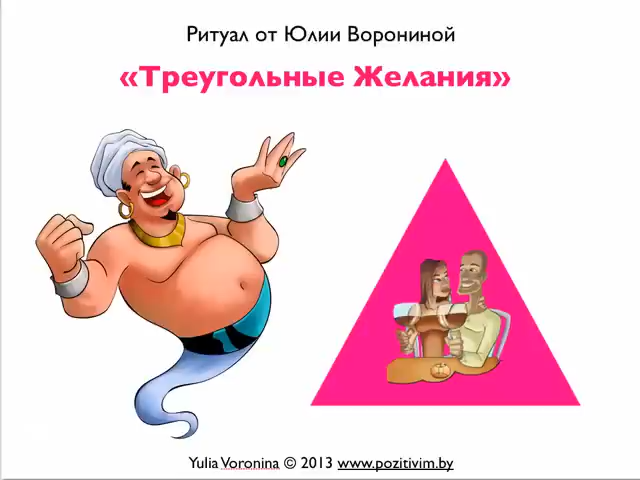 Ритуал от Юлии Ворониной
«Треугольные Желания»
Yulia Voronina © 2013 www.pozitivim.by